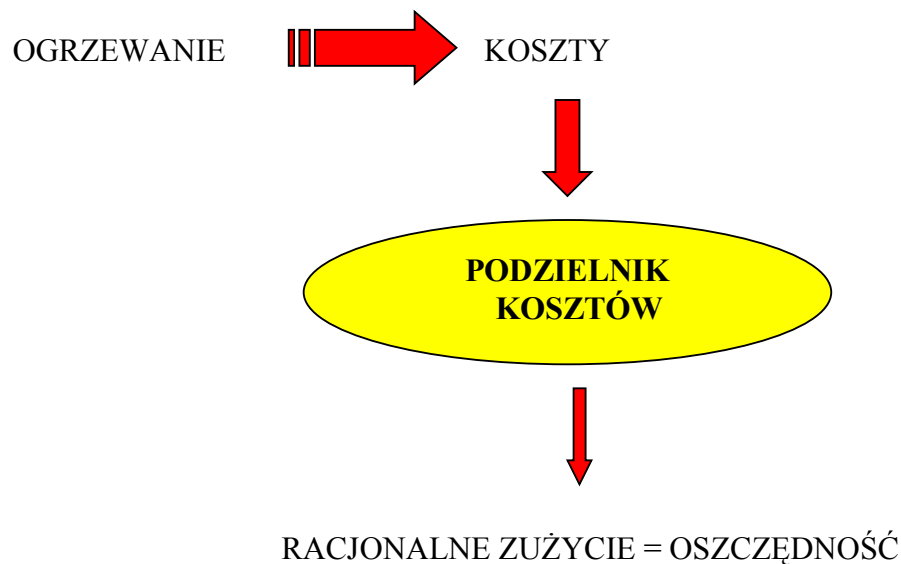 OGRZEWANIE KOSZTY
PODZIELNIK
KOSZTÓW
RACJONALNE ZUŻYCIE = OSZCZĘDNOŚĆ